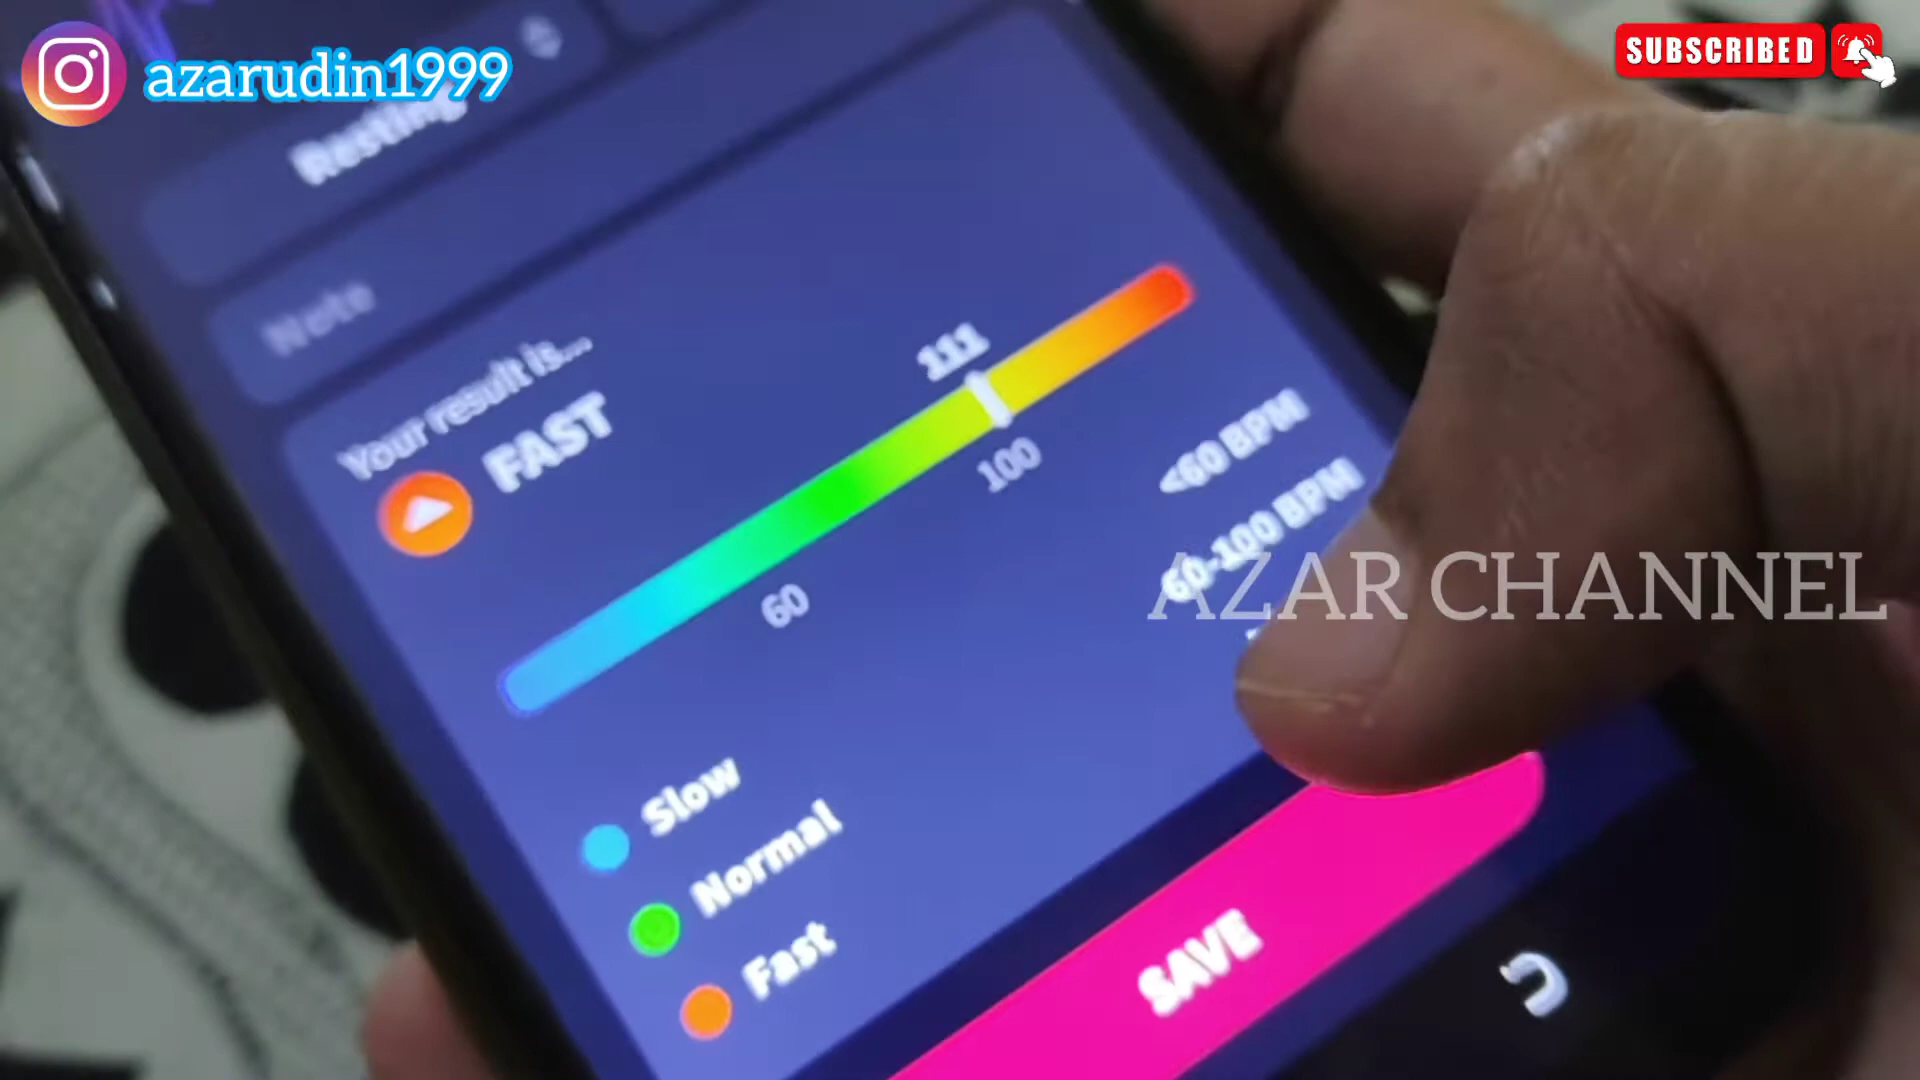 azarudin1999
SUBSCRIBED
Resting
Note
Your result is...
FAST
111
100
60
<60 BPM
60-100 BPM
AZAR CHANNEL
Slow
Normal
Fast
SAVE